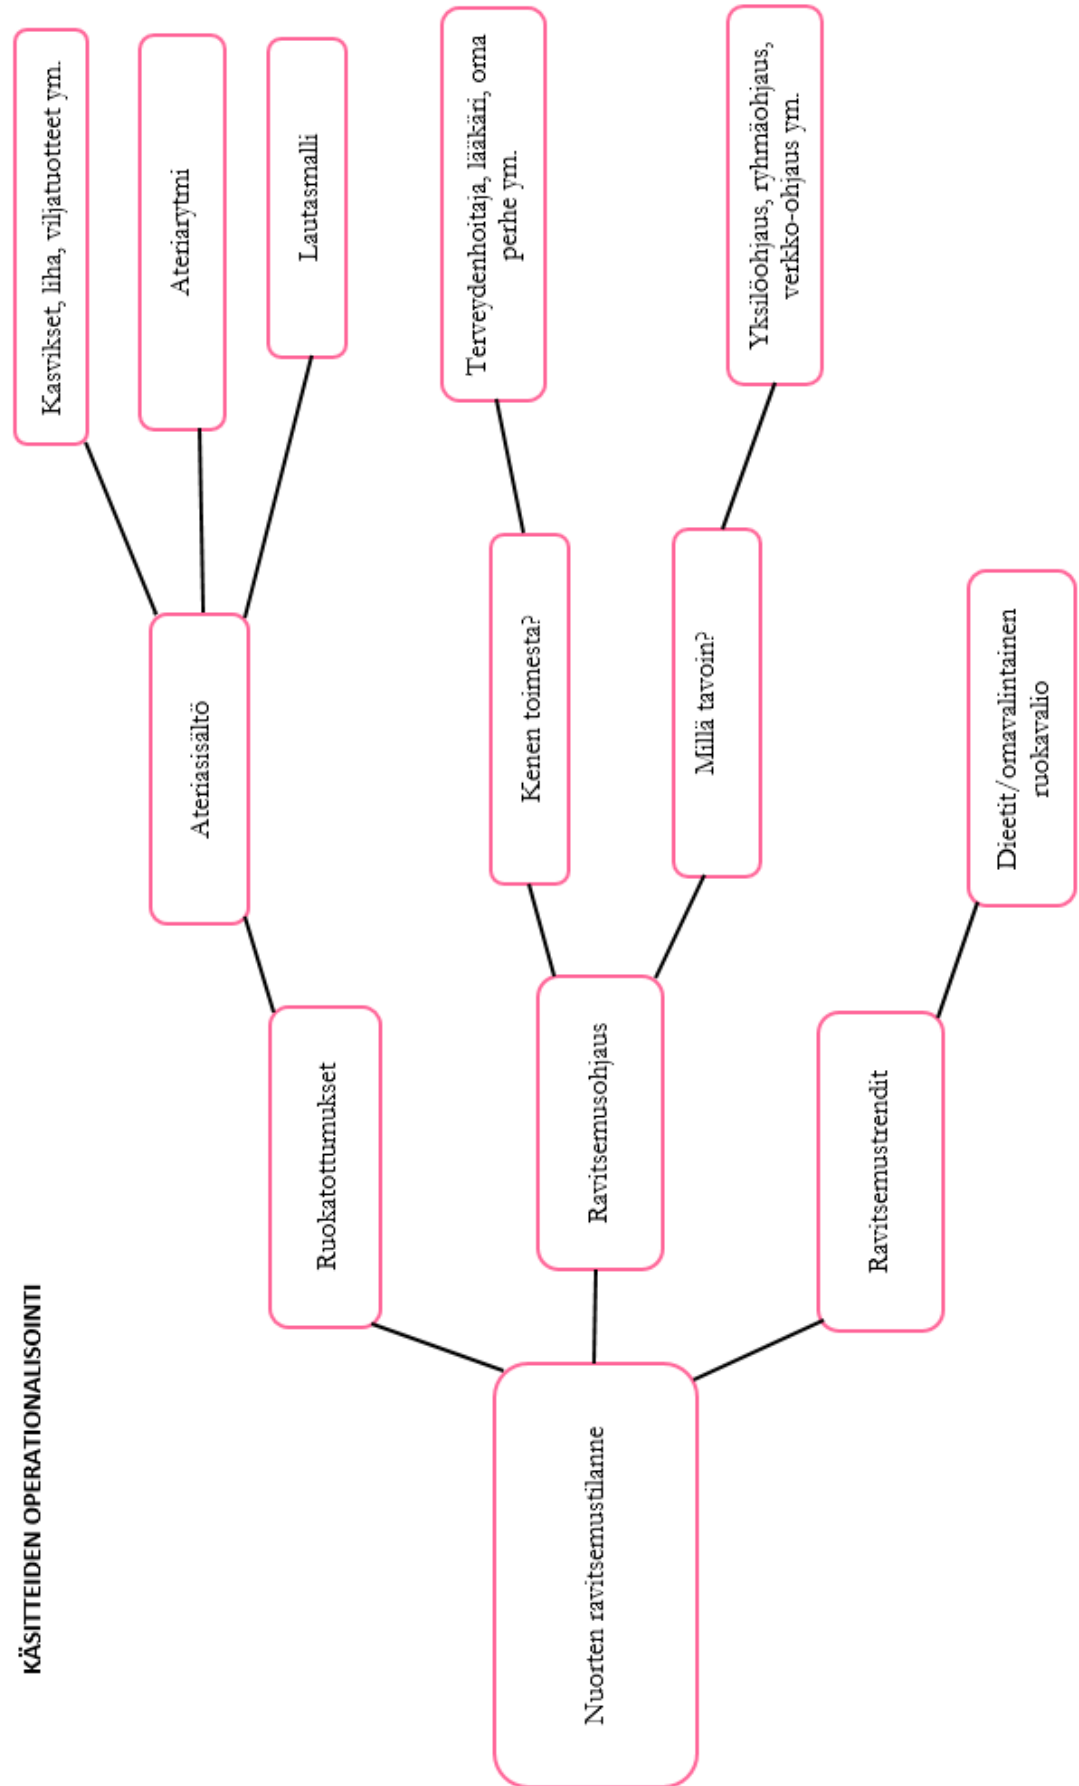 KÄSITTEIDEN OPERATIONALISOINTI
Nuorten ravitsemustilanne
Ruokatottumukset
Ateriasisältö
Kasvikset, liha, viljatuotteet ym.
Ateriarytmi
Lautasmalli
Ravitsemusohjaus
Kenen toimesta?
Terveydenhoitaja, lääkäri, oma
perhe ym.
Millä tavoin?
Yksilöohjaus, ryhmäohjaus,
verkko-ohjaus ym.
Ravitsemustrendit
Dieetit/omavalintainen
ruokavalio